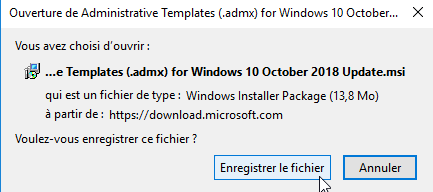 Ouverture de Administrative Templates (.admx) for Windows 10 October...
Vous avez choisi d'ouvrir :
...e Templates (.admx) for Windows 10 October 2018 Update.msi
qui est un fichier de type : Windows Installer Package (13,8 Mo)
à partir de : https://download.microsoft.com
Voulez-vous enregistrer ce fichier ?
Enregistrer le fichier Annuler